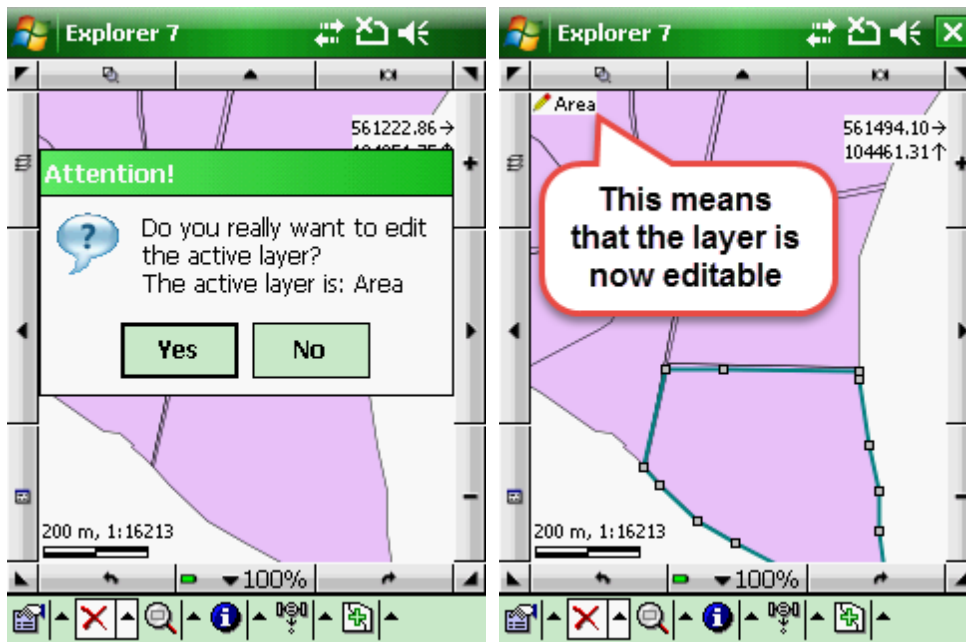 Explorer 7
561222.86→
Attention!
Do you really want to edit
the active layer?
The active layer is: Area
Yes
No
200 m, 1:16213
100%
Explorer 7
Area
561494.10→
104461.31↑
This means
that the layer is
now editable
200 m, 1:16213
100%